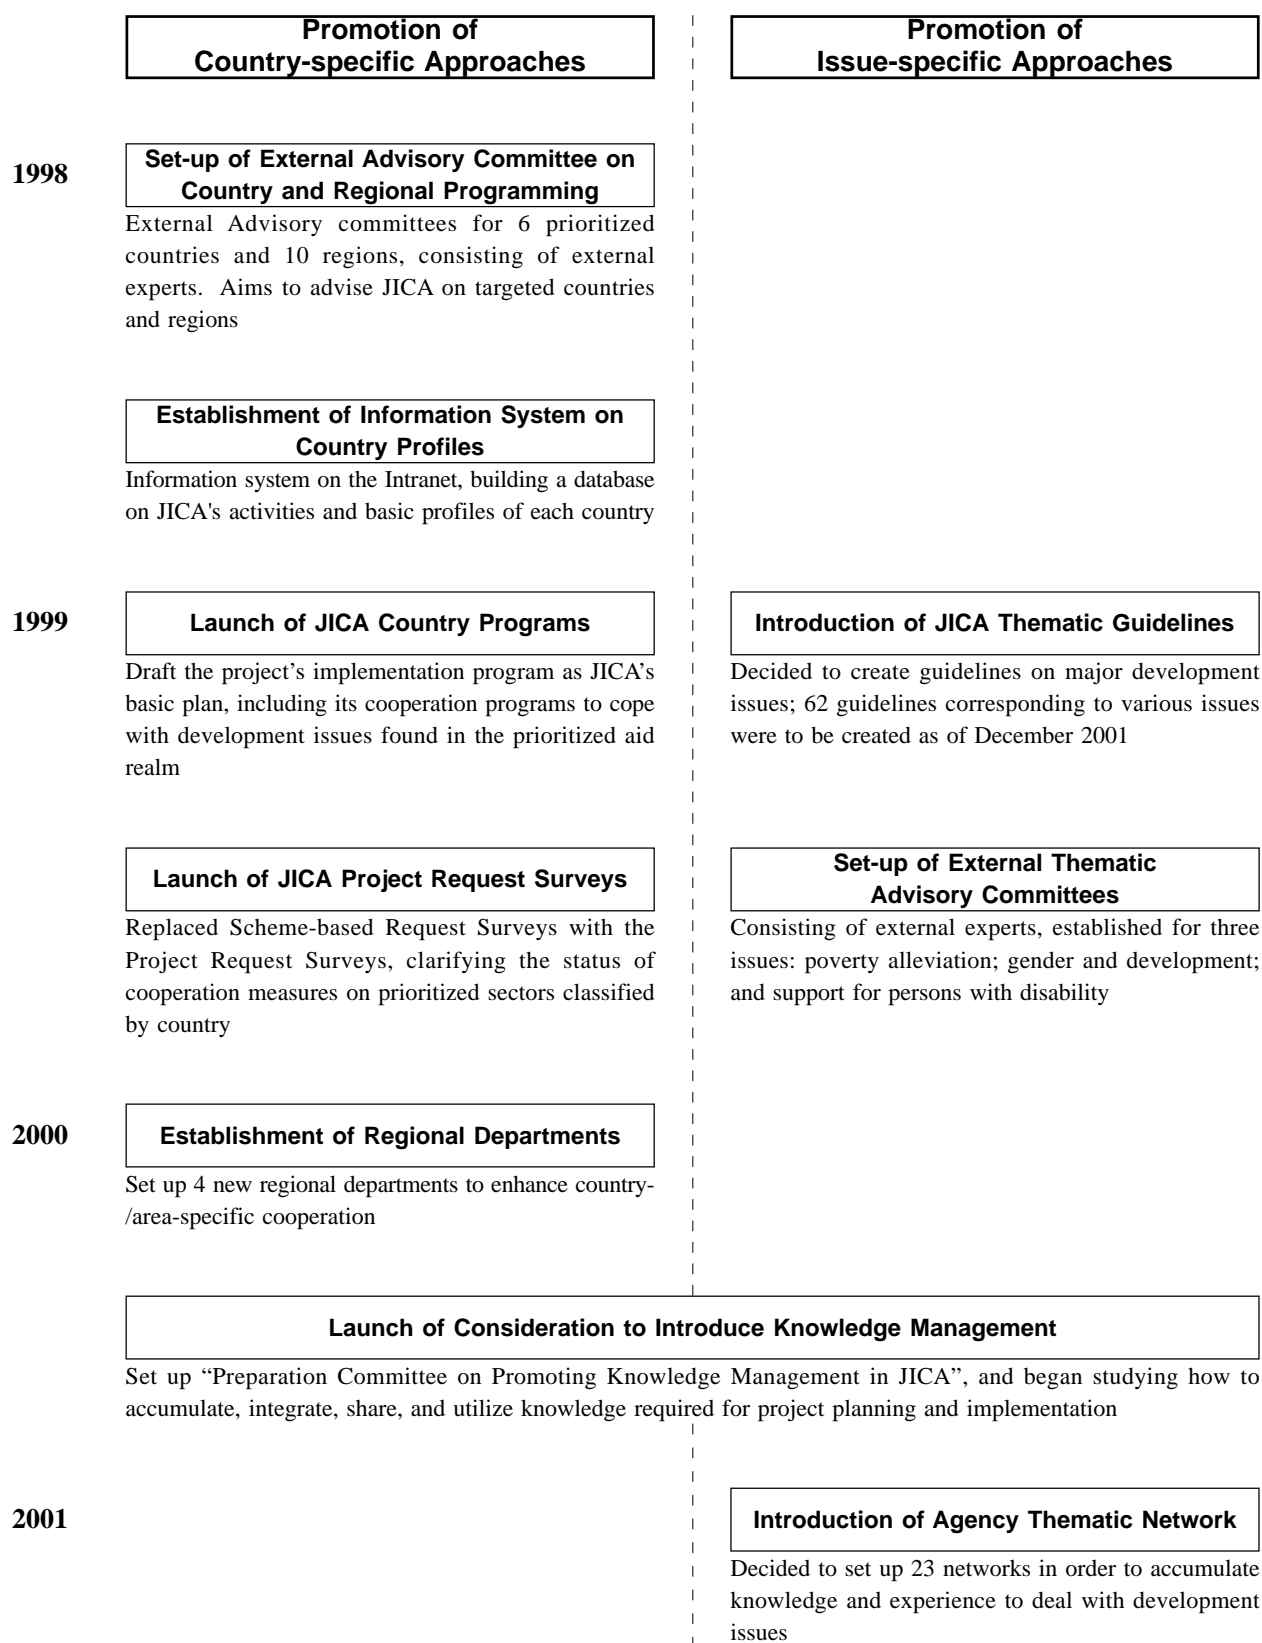 Promotion of
Country-specific Approaches
Promotion of
Issue-specific Approaches
1998
Set-up of External Advisory Committee on
Country and Regional Programming
External Advisory committees for 6 prioritized
countries and 10 regions, consisting of external
experts.  Aims to advise JICA on targeted countries
and regions
Establishment of Information System on
Country Profiles
Information system on the Intranet, building a database
on JICA's activities and basic profiles of each country
1999
Launch of JICA Country Programs
Draft the project’s implementation program as JICA’s
basic plan, including its cooperation programs to cope
with development issues found in the prioritized aid
realm
Introduction of JICA Thematic Guidelines
Decided to create guidelines on major development
issues; 62 guidelines corresponding to various issues
were to be created as of December 2001
Launch of JICA Project Request Surveys
Replaced Scheme-based Request Surveys with the
Project Request Surveys, clarifying the status of
cooperation measures on prioritized sectors classified
by country
Set-up of External Thematic
Advisory Committees
Consisting of external experts, established for three
issues: poverty alleviation; gender and development;
and support for persons with disability
2000
Establishment of Regional Departments
Set up 4 new regional departments to enhance country-
/area-specific cooperation
Launch of Consideration to Introduce Knowledge Management
Set up “Preparation Committee on Promoting Knowledge Management in JICA”, and began studying how to
accumulate, integrate, share, and utilize knowledge required for project planning and implementation
2001
Introduction of Agency Thematic Network
Decided to set up 23 networks in order to accumulate
knowledge and experience to deal with development
issues